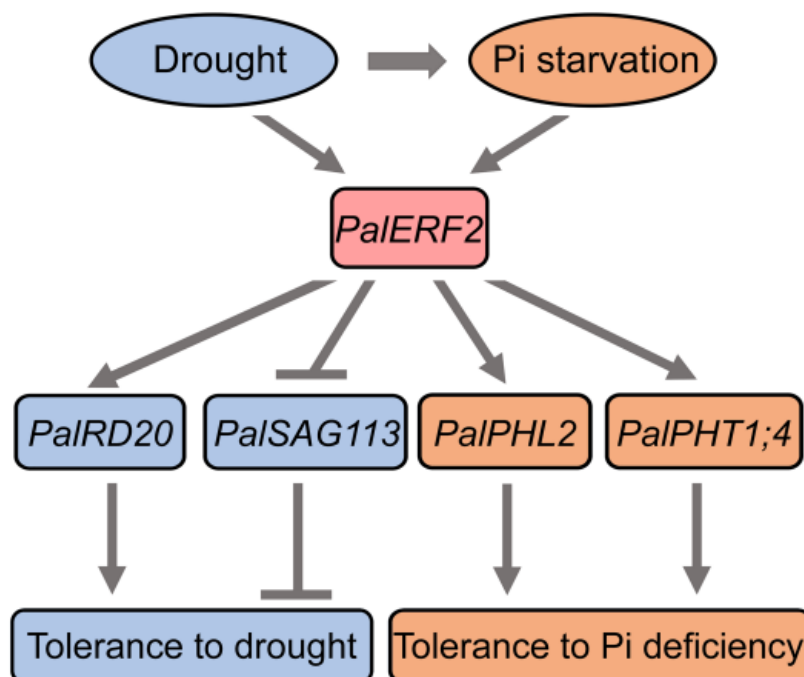 Drought
Pi starvation
PalERF2
PalRD20
PalSAG113
PalPHL2
PalPHT1;4
Tolerance to drought
Tolerance to Pi deficiency